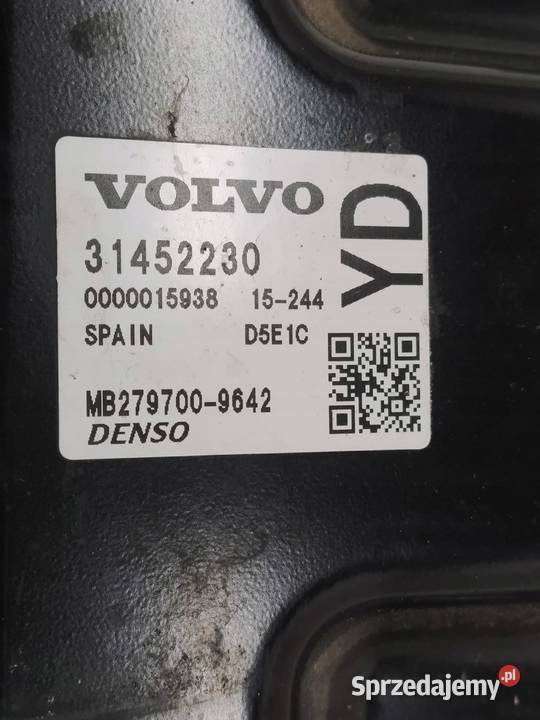 VOLVO
YD
31452230
0000015938 15-244
SPAIN D5E1C
MB279700-9642
DENSO
Sprzedajemy.pl